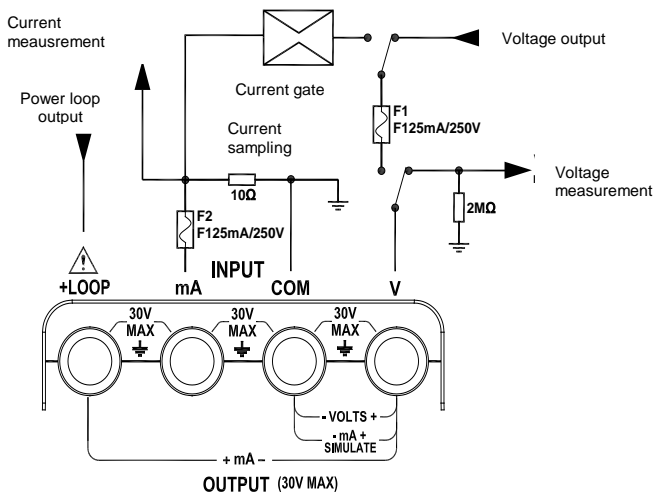 Current
meausrement
Voltage output
Power loop
output
Current gate
F1
F125mA/250V
Current
sampling
Voltage
measurement
10Ω
2MΩ
F2
F125mA/250V
INPUT
+LOOP
mA
COM
V
30V
MAX
30V
MAX
30V
MAX
- VOLTS +
- mA +
SIMULATE
+ mA -
OUTPUT (30V MAX)